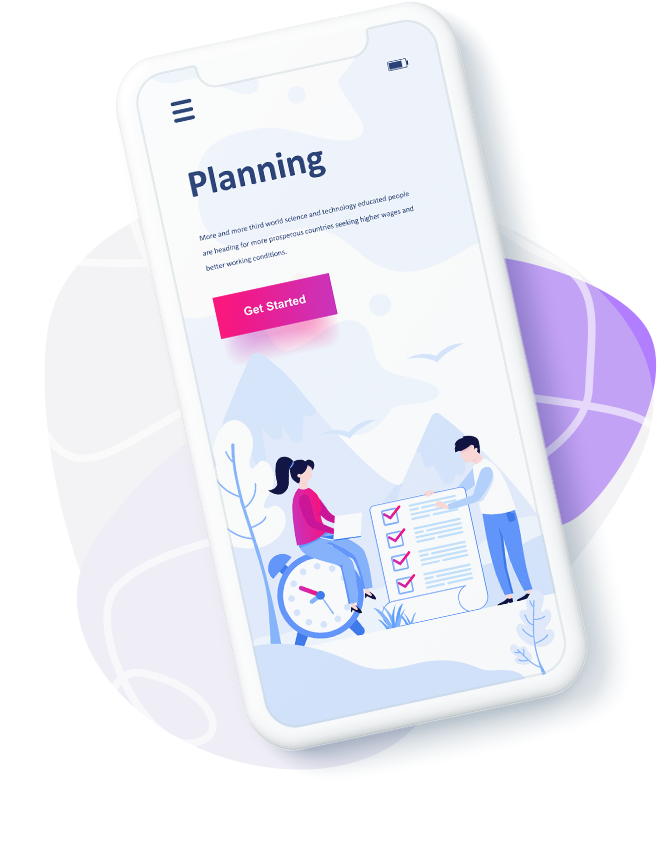 Planning
More and more third world science and technology educated people
are heading for more prosperous countries seeking higher wages and
better working conditions.
Get Started